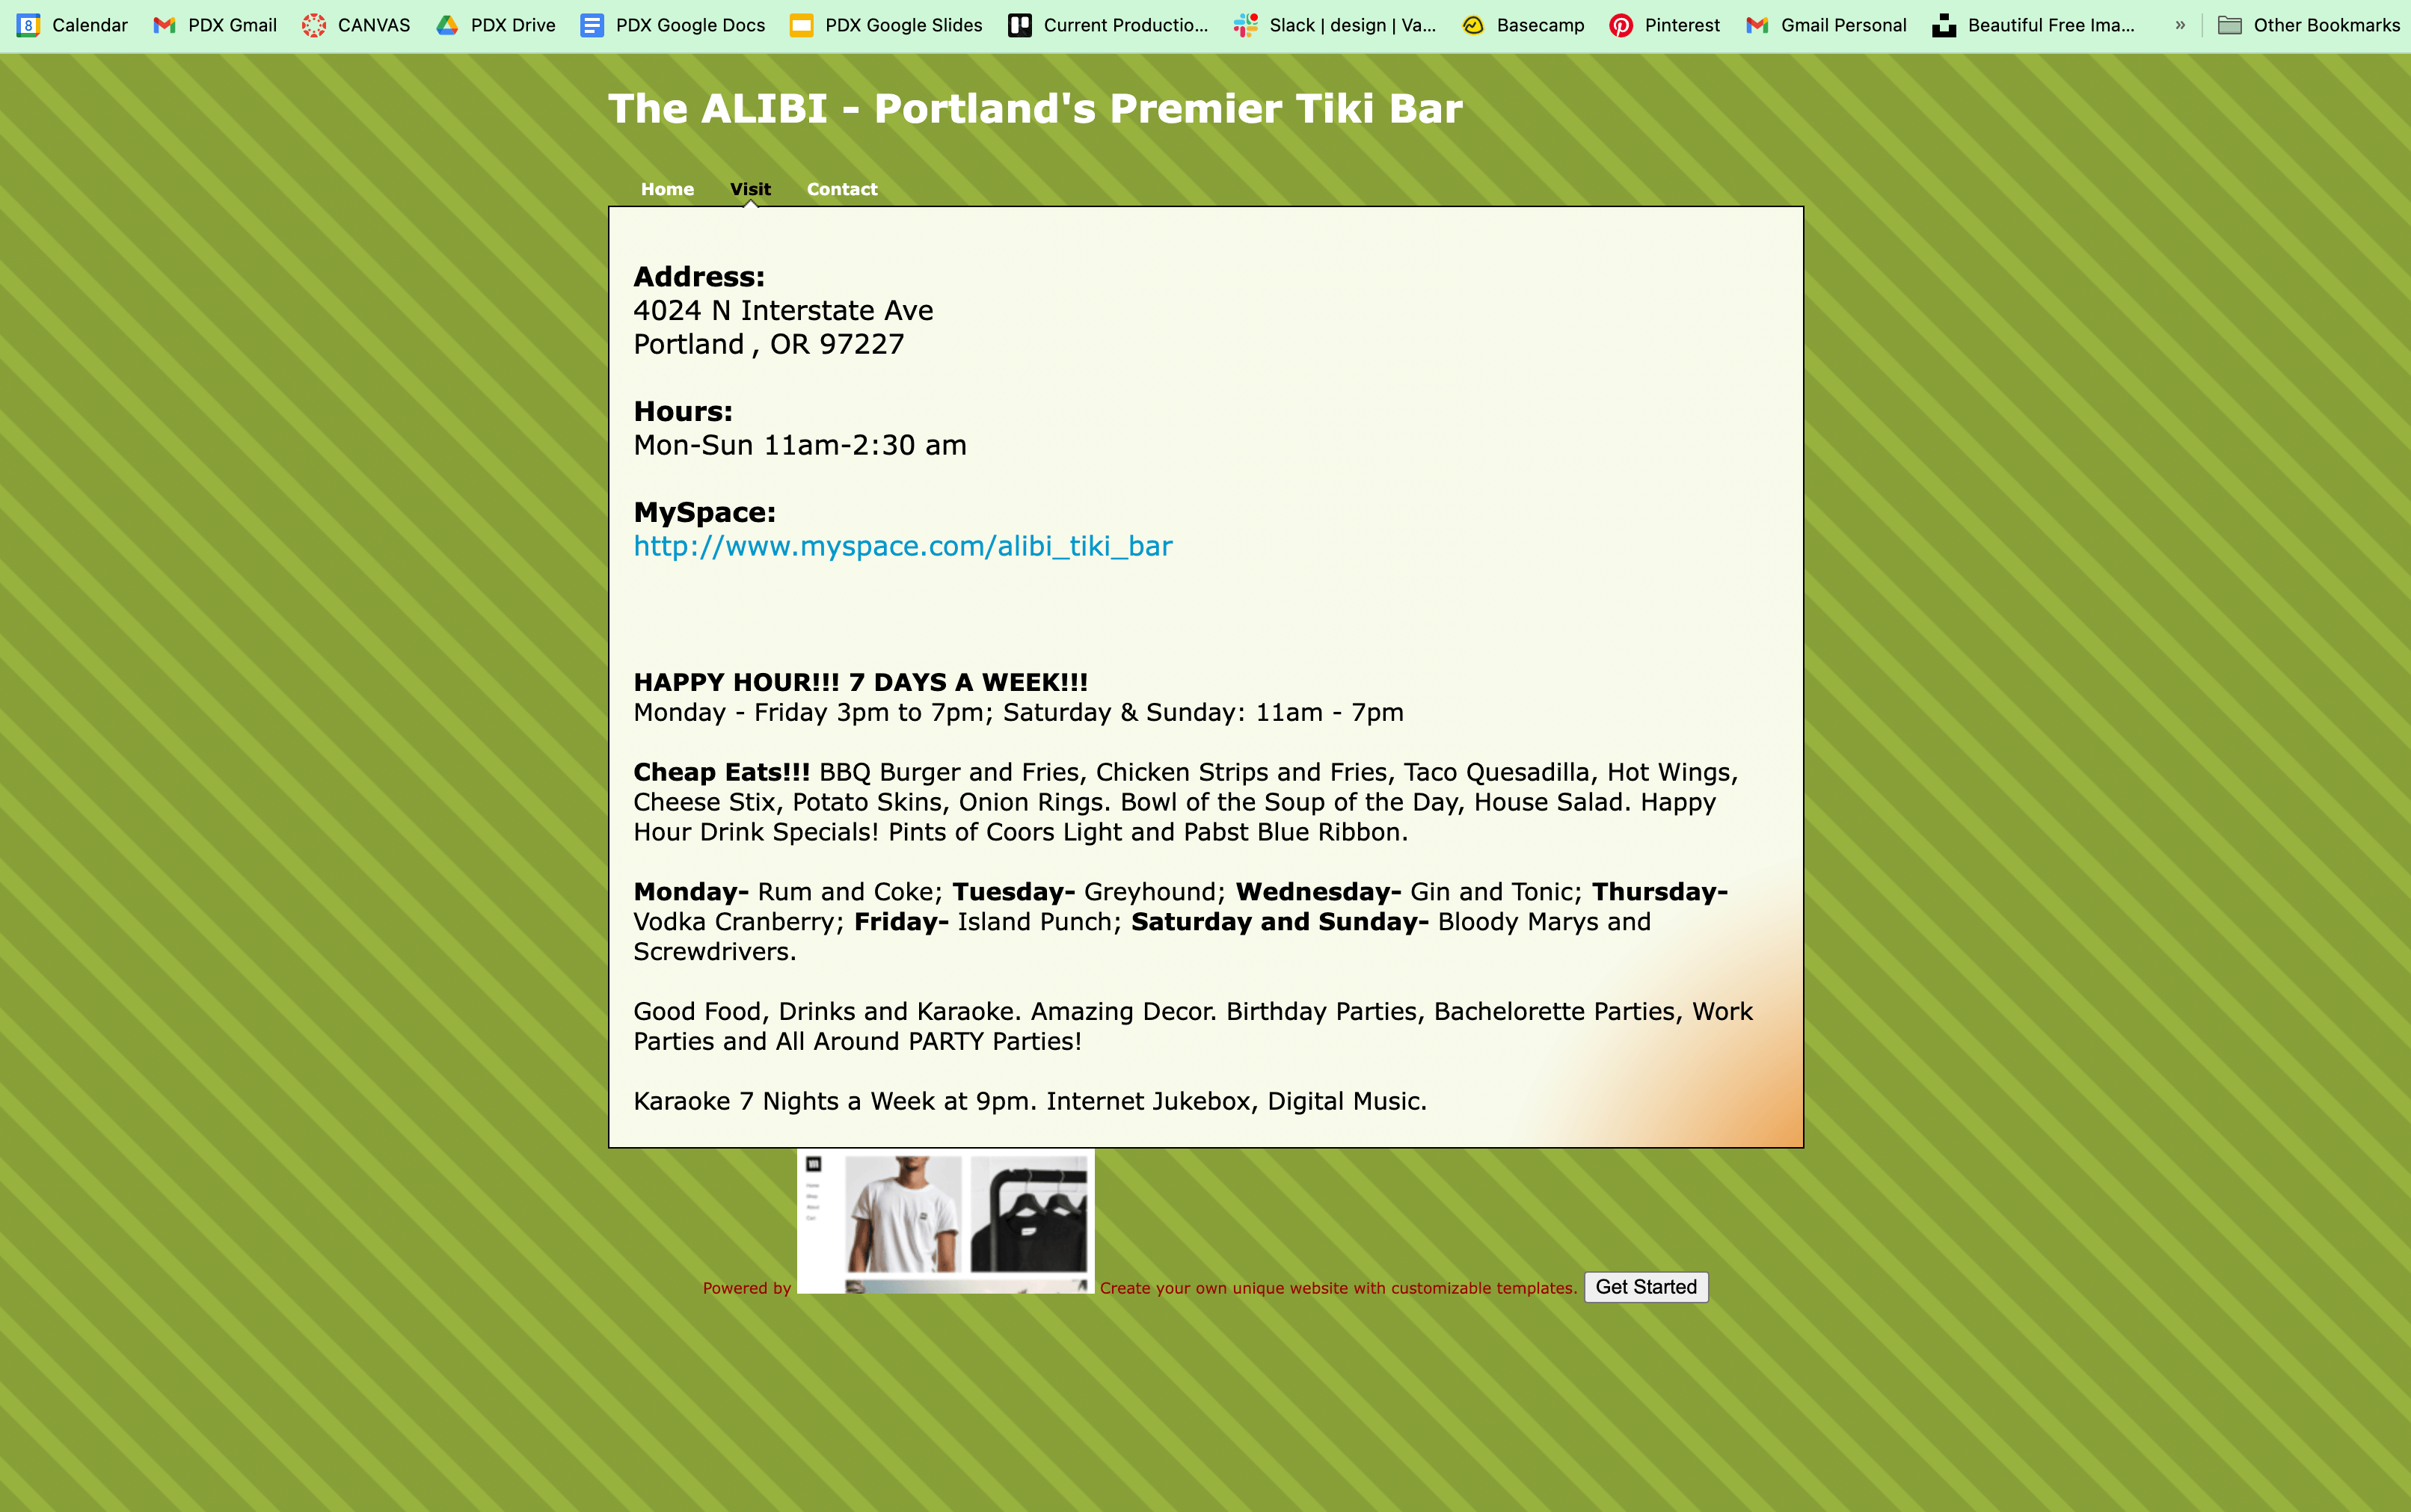 Calendar PDX Gmail CANVAS PDX Drive PDX Google Docs PDX Google Slides Current Productio... Slack | design | Va... Basecamp Pinterest Gmail Personal Beautiful Free Ima... » Other Bookmarks
The ALIBI - Portland's Premier Tiki Bar
Home Visit Contact
Address:
4024 N Interstate Ave
Portland , OR 97227
Hours:
Mon-Sun 11am-2:30 am
MySpace:
http://www.myspace.com/alibi_tiki_bar
HAPPY HOUR!!! 7 DAYS A WEEK!!!
Monday - Friday 3pm to 7pm; Saturday & Sunday: 11am - 7pm
Cheap Eats!!! BBQ Burger and Fries, Chicken Strips and Fries, Taco Quesadilla, Hot Wings,
Cheese Stix, Potato Skins, Onion Rings. Bowl of the Soup of the Day, House Salad. Happy
Hour Drink Specials! Pints of Coors Light and Pabst Blue Ribbon.
Monday- Rum and Coke; Tuesday- Greyhound; Wednesday- Gin and Tonic; Thursday-
Vodka Cranberry; Friday- Island Punch; Saturday and Sunday- Bloody Marys and
Screwdrivers.
Good Food, Drinks and Karaoke. Amazing Decor. Birthday Parties, Bachelorette Parties, Work
Parties and All Around PARTY Parties!
Karaoke 7 Nights a Week at 9pm. Internet Jukebox, Digital Music.
Powered by Create your own unique website with customizable templates. Get Started